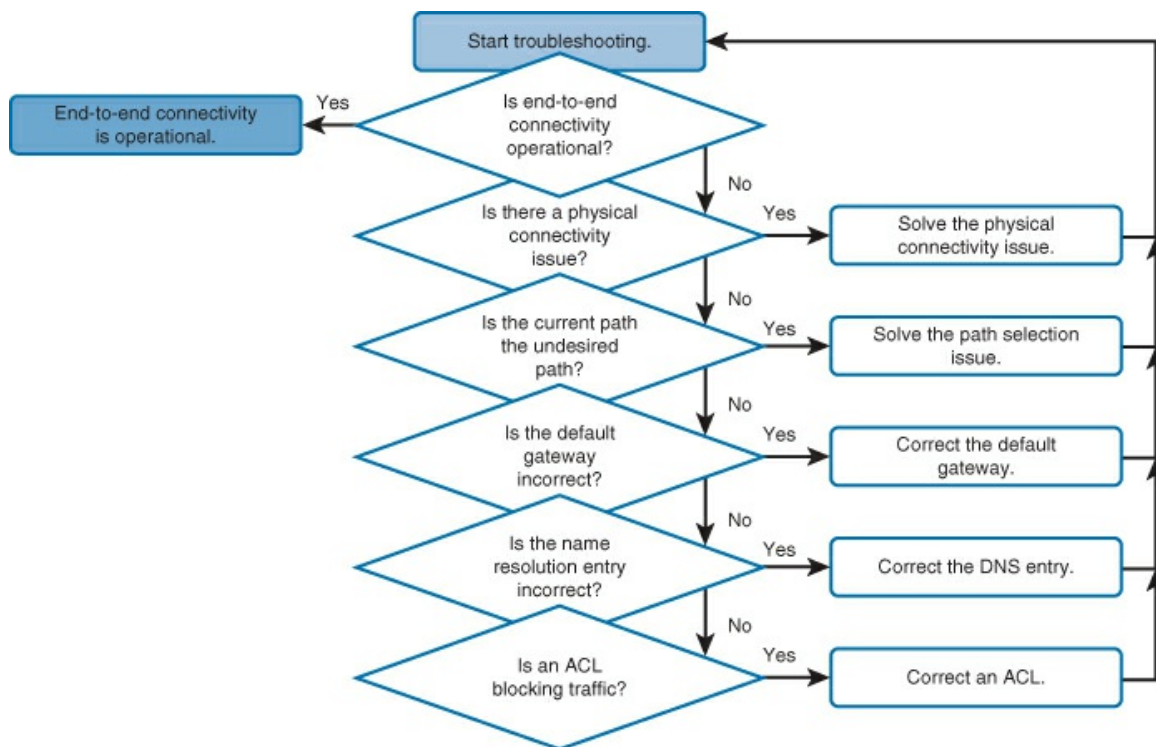 Start troubleshooting.
Is end-to-end
connectivity
operational?
Yes
End-to-end connectivity
is operational.
No
Is there a physical
connectivity
issue?
Yes
Solve the physical
connectivity issue.
No
Is the current path
the undesired
path?
Yes
Solve the path selection
issue.
No
Is the default
gateway
incorrect?
Yes
Correct the default
gateway.
No
Is the name
resolution entry
incorrect?
Yes
Correct the DNS entry.
No
Is an ACL
blocking traffic?
Yes
Correct an ACL.